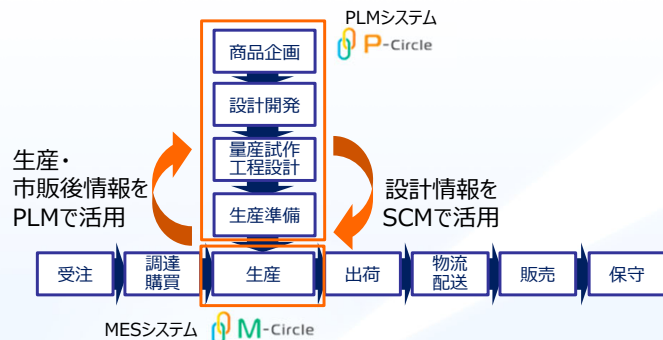 PLMシステム
P-Circle
商品企画
設計開発
量産試作
工程設計
生産準備
生産・
市販後情報を
PLMで活用
設計情報を
SCMで活用
受注
調達
購買
生産
出荷
物流
配送
販売
保守
MESシステム
M-Circle